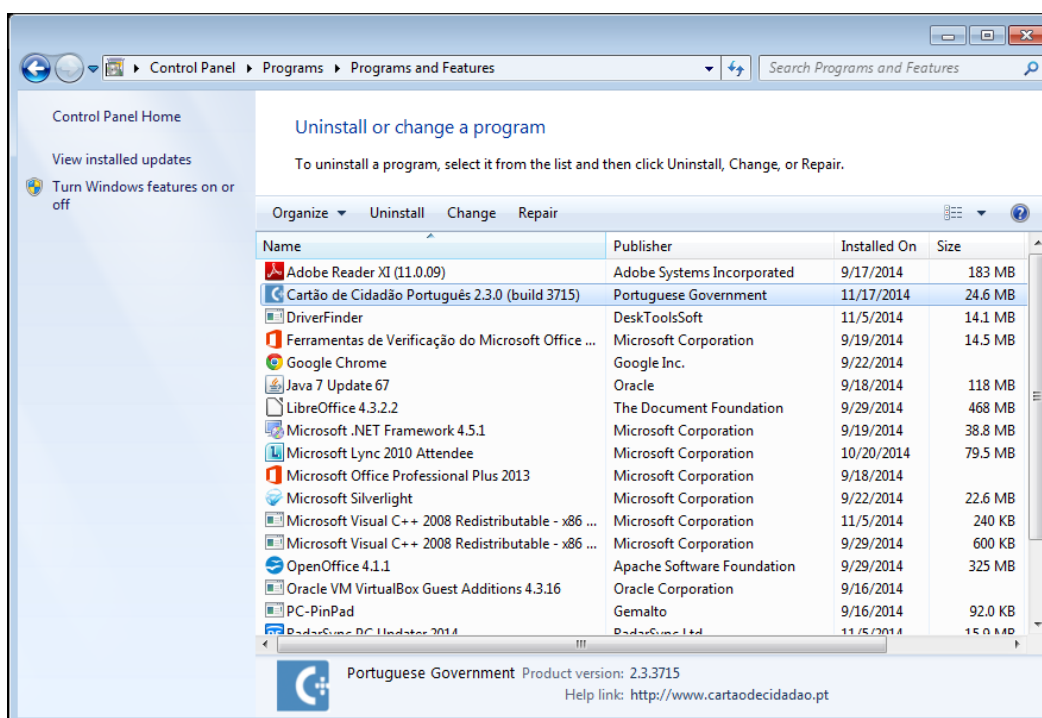 Control Panel Programs Programs and Features Search Programs and Features
Control Panel Home
View installed updates
Turn Windows features on or
off
Uninstall or change a program
To uninstall a program, select it from the list and then click Uninstall, Change, or Repair.
Organize Uninstall Change Repair
Name Publisher Installed On Size
Adobe Reader XI (11.0.09) Adobe Systems Incorporated 9/17/2014 183 MB
Cartão de Cidadão Português 2.3.0 (build 3715) Portuguese Government 11/17/2014 24.6 MB
DriverFinder DeskToolsSoft 11/5/2014 14.1 MB
Ferramentas de Verificação do Microsoft Office ... Microsoft Corporation 9/19/2014 14.5 MB
Google Chrome Google Inc. 9/22/2014
Java 7 Update 67 Oracle 9/18/2014 118 MB
LibreOffice 4.3.2.2 The Document Foundation 9/29/2014 468 MB
Microsoft .NET Framework 4.5.1 Microsoft Corporation 9/19/2014 38.8 MB
Microsoft Lync 2010 Attendee Microsoft Corporation 10/20/2014 79.5 MB
Microsoft Office Professional Plus 2013 Microsoft Corporation 9/18/2014
Microsoft Silverlight Microsoft Corporation 9/22/2014 22.6 MB
Microsoft Visual C++ 2008 Redistributable - x86 ... Microsoft Corporation 11/5/2014 240 KB
Microsoft Visual C++ 2008 Redistributable - x86 ... Microsoft Corporation 9/29/2014 600 KB
OpenOffice 4.1.1 Apache Software Foundation 9/29/2014 325 MB
Oracle VM VirtualBox Guest Additions 4.3.16 Oracle Corporation 9/16/2014
PC-PinPad Gemalto 9/16/2014 92.0 KB
RadarSync PC Updater 2014 RadarSync Ltd 11/5/2014 15.9 MB
Portuguese Government Product version: 2.3.3715
Help link: http://www.cartaodecidadao.pt